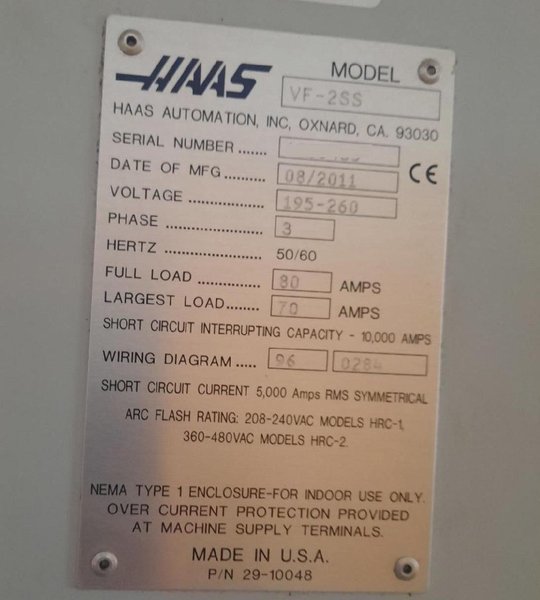 HAAS
MODEL VF-2SS
HAAS AUTOMATION, INC, OXNARD, CA. 93030
SERIAL NUMBER ......
DATE OF MFG ......... 08/2011 CE
VOLTAGE ................ 195-260
PHASE .................... 3
HERTZ .................... 50/60
FULL LOAD ............ 80 AMPS
LARGEST LOAD........ 70 AMPS
SHORT CIRCUIT INTERRUPTING CAPACITY - 10,000 AMPS
WIRING DIAGRAM ..... 96 0284
SHORT CIRCUIT CURRENT 5,000 Amps RMS SYMMETRICAL
ARC FLASH RATING: 208-240VAC MODELS HRC-1,
360-480VAC MODELS HRC-2.
NEMA TYPE 1 ENCLOSURE-FOR INDOOR USE ONLY.
OVER CURRENT PROTECTION PROVIDED
AT MACHINE SUPPLY TERMINALS.
MADE IN U.S.A.
P/N 29-10048